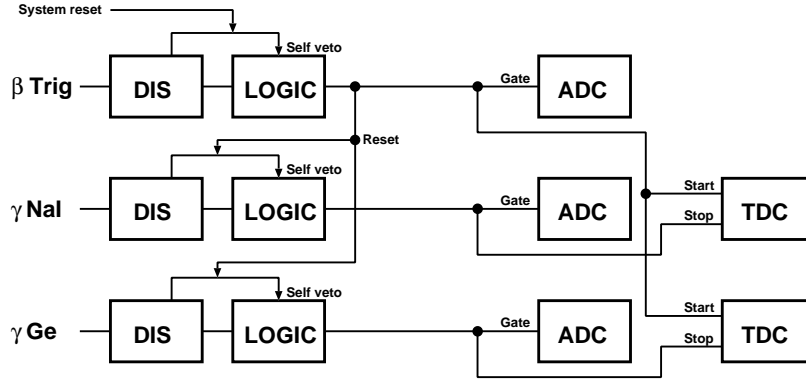 System reset
Self veto
β Trig
DIS
LOGIC
Gate
ADC
Reset
Self veto
γ NaI
DIS
LOGIC
Gate
ADC
Start
Stop
TDC
Self veto
γ Ge
DIS
LOGIC
Gate
ADC
Start
Stop
TDC